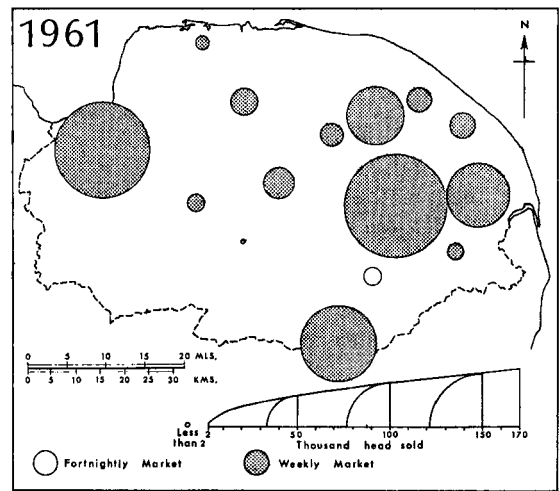 1961
N
0 5 10 15 20 MLS.
0 5 10 15 20 25 30 KMS.
Less than 2
2 50 100 150 170
Thousand head sold
Fortnightly Market
Weekly Market